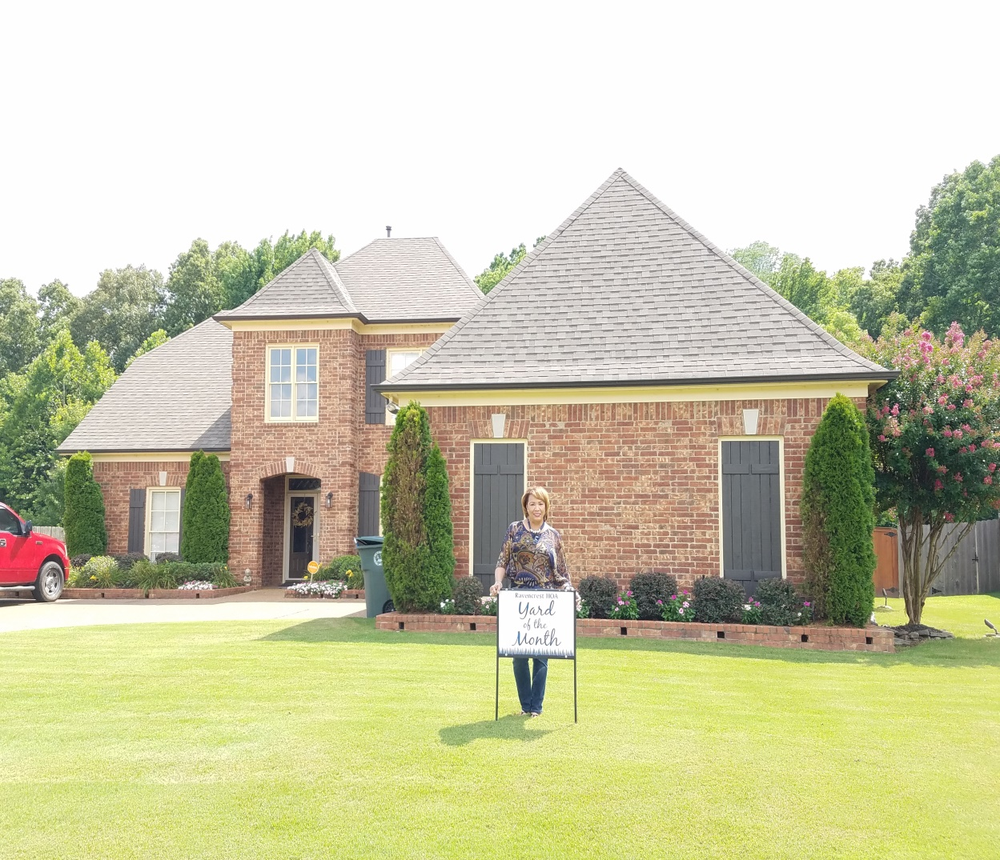 Ravencrest HOA
Yard
of the
Month